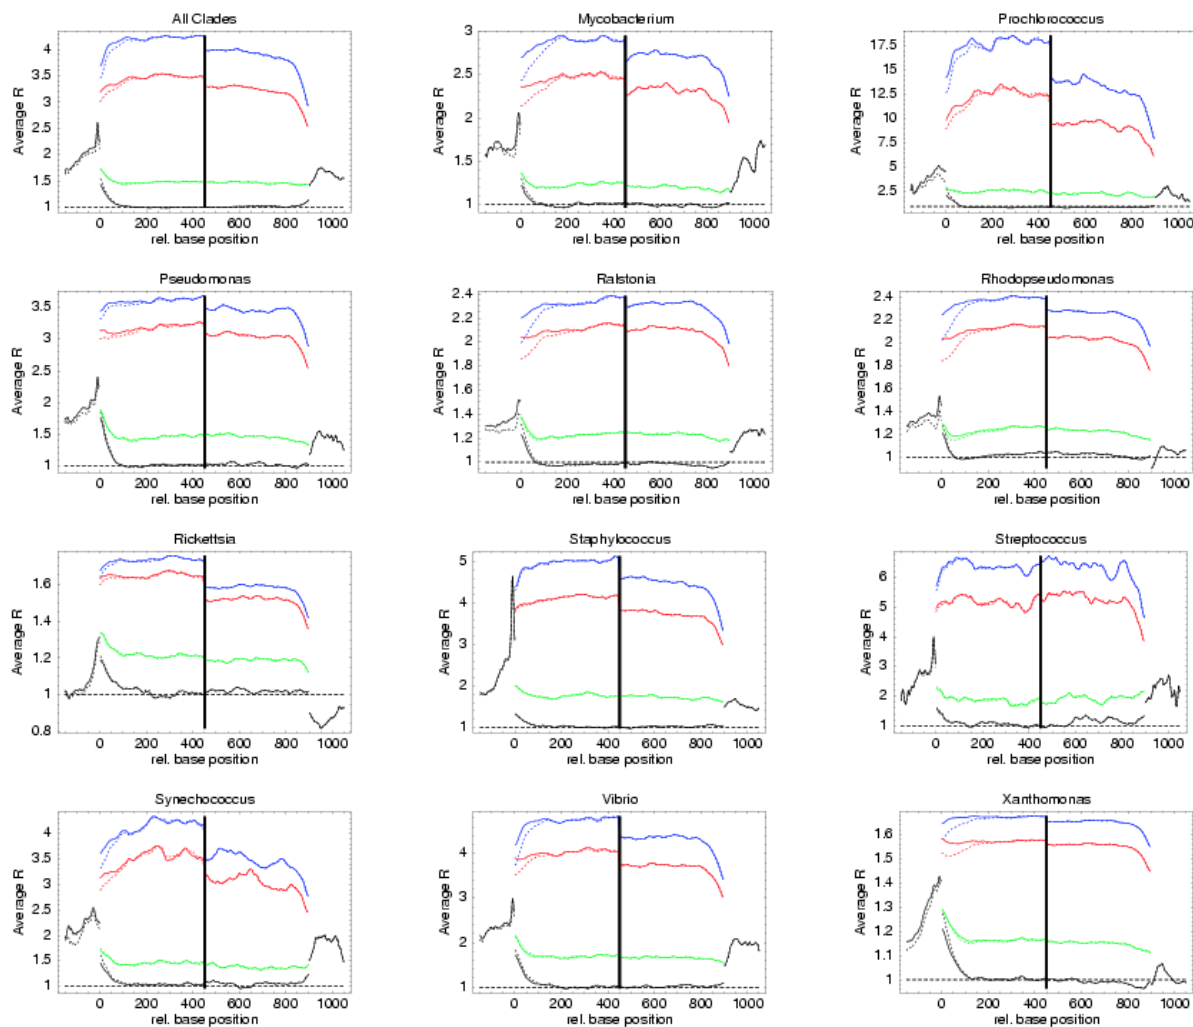 All Clades
Mycobacterium
Prochlorococcus
4
3.5
3
2.5
2
1.5
1
Average R
0 200 400 600 800 1000
rel. base position
3
2.5
2
1.5
1
Average R
0 200 400 600 800 1000
rel. base position
17.5
15
12.5
10
7.5
5
2.5
Average R
0 200 400 600 800 1000
rel. base position
Pseudomonas
Ralstonia
Rhodopseudomonas
3.5
3
2.5
2
1.5
1
Average R
0 200 400 600 800 1000
rel. base position
2.4
2.2
2
1.8
1.6
1.4
1.2
1
Average R
0 200 400 600 800 1000
rel. base position
2.4
2.2
2
1.8
1.6
1.4
1.2
1
Average R
0 200 400 600 800 1000
rel. base position
Rickettsia
Staphylococcus
Streptococcus
1.6
1.4
1.2
1
0.8
Average R
0 200 400 600 800 1000
rel. base position
5
4
3
2
1
Average R
0 200 400 600 800 1000
rel. base position
6
5
4
3
2
1
Average R
0 200 400 600 800 1000
rel. base position
Synechococcus
Vibrio
Xanthomonas
4
3.5
3
2.5
2
1.5
1
Average R
0 200 400 600 800 1000
rel. base position
4
3
2
1
Average R
0 200 400 600 800 1000
rel. base position
1.6
1.5
1.4
1.3
1.2
1.1
1
Average R
0 200 400 600 800 1000
rel. base position